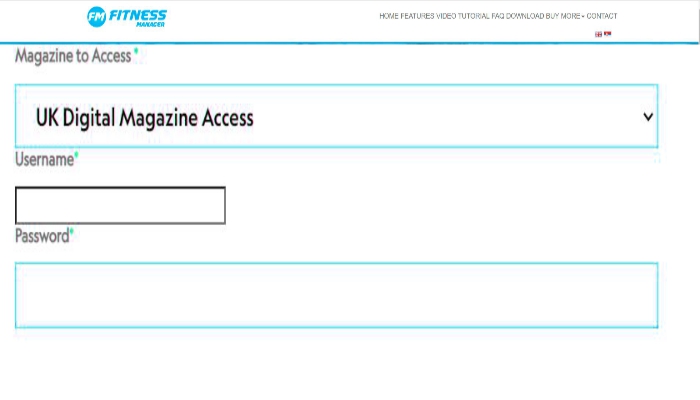 FM FITNESS
MANAGER
HOME FEATURES VIDEO TUTORIAL FAQ DOWNLOAD BUY MORE CONTACT
Magazine to Access *
UK Digital Magazine Access
Username*
Password*